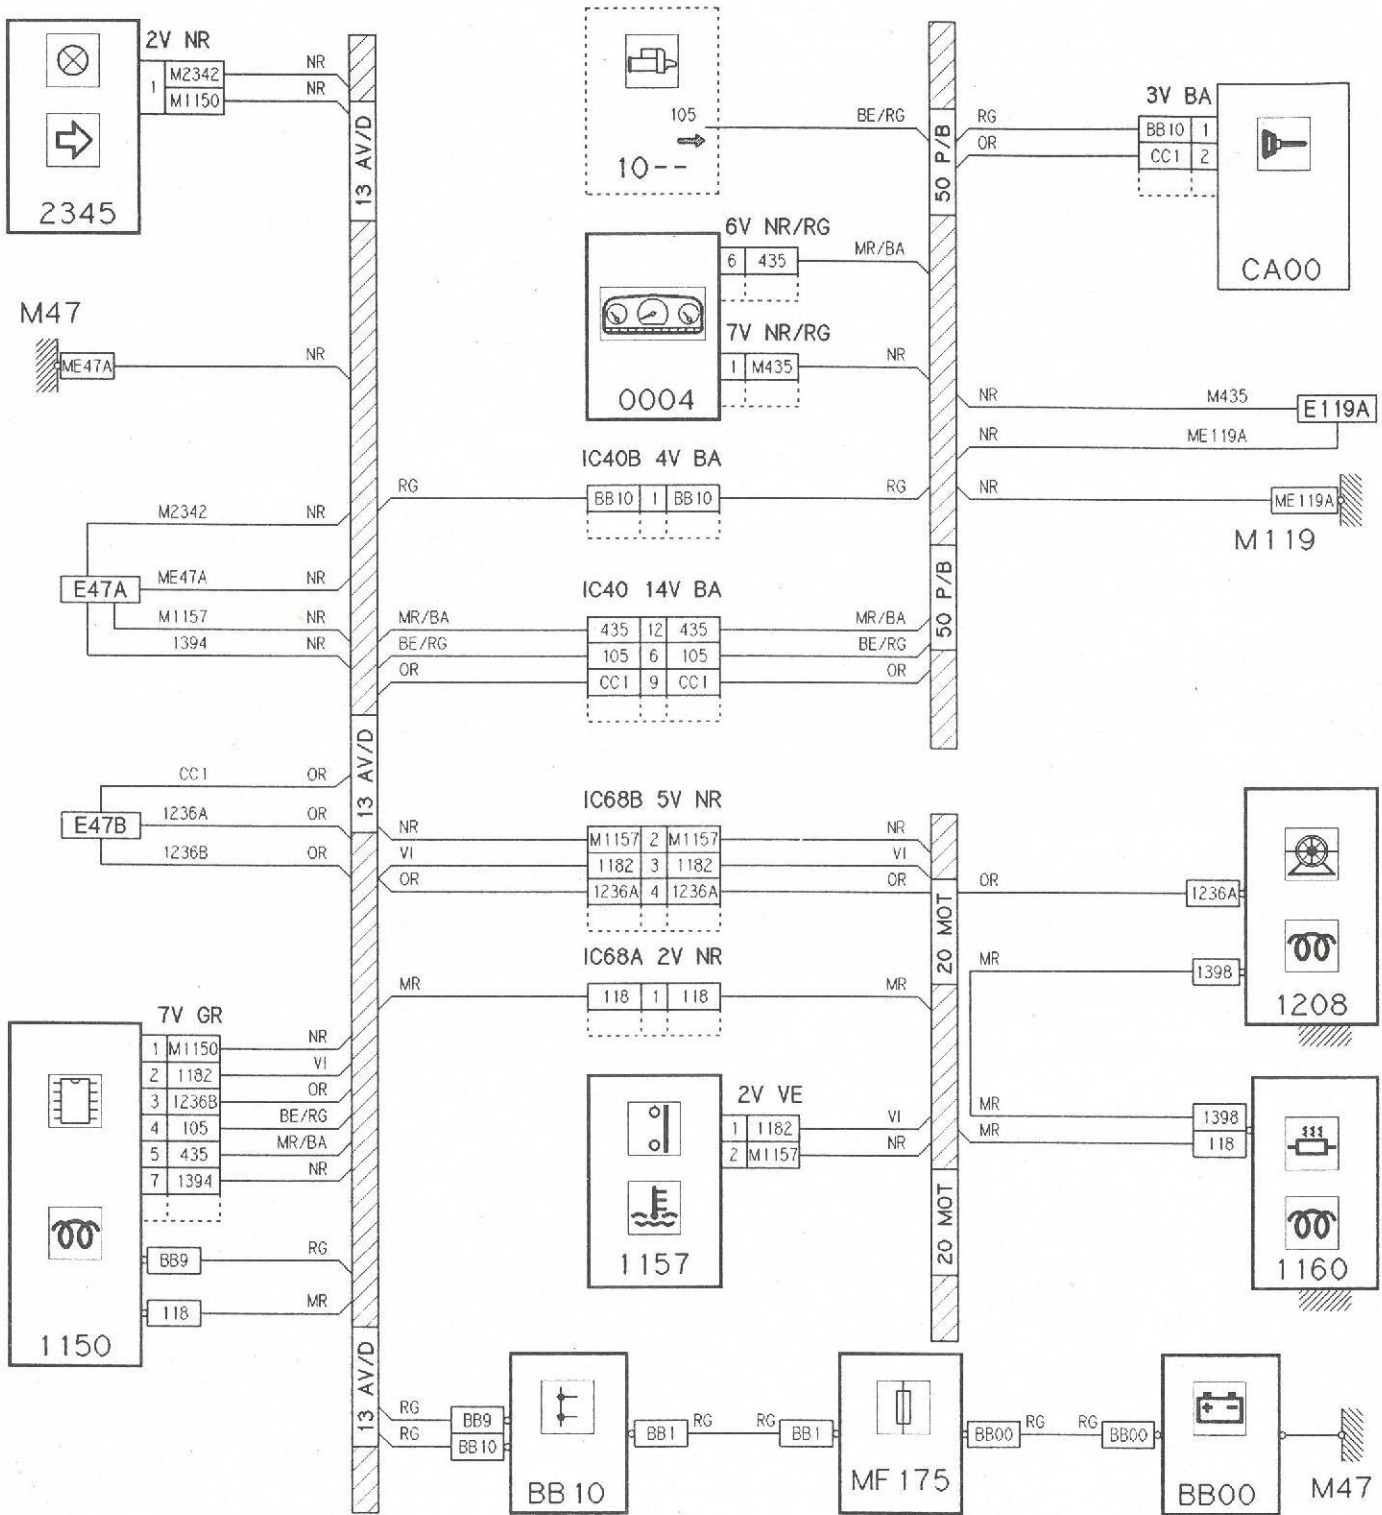 2V NR
1 M2342 NR
M1150 NR
2345
13 AV/D
105
10--
BE/RG
50 P/B
3V BA
RG BB10 1
OR CC1 2
CA00
6V NR/RG
6 435 MR/BA
7V NR/RG
1 M435 NR
0004
M47
ME47A NR
NR M435 E119A
NR ME119A
NR ME119A
M119
IC40B 4V BA
RG BB10 1 BB10 RG
M2342 NR
E47A ME47A NR
M1157 NR
1394 NR
IC40 14V BA
MR/BA 435 12 435 MR/BA
BE/RG 105 6 105 BE/RG
OR CC1 9 CC1 OR
50 P/B
13 AV/D
CC1 OR
E47B 1236A OR
1236B OR
IC68B 5V NR
NR M1157 2 M1157 NR
VI 1182 3 1182 VI
OR 1236A 4 1236A OR
20 MOT
OR 1236A
MR 1398
1208
IC68A 2V NR
MR 118 1 118 MR
7V GR
1 M1150 NR
2 1182 VI
3 1236B OR
4 105 BE/RG
5 435 MR/BA
7 1394 NR
BB9 RG
118 MR
1150
2V VE
1 1182 VI
2 M1157 NR
1157
20 MOT
MR 1398
MR 118
1160
13 AV/D
RG BB9
RG BB10
BB10
BB1 RG RG BB1
MF175
BB00 RG RG BB00
BB00
M47